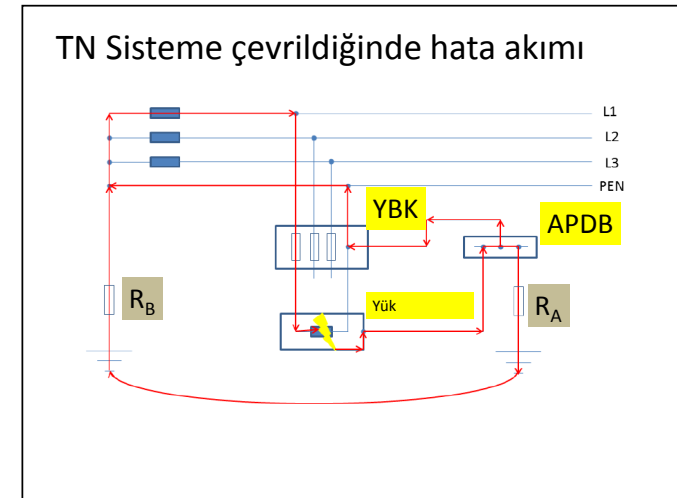 TN Sisteme çevrildiğinde hata akımı
L1
L2
L3
PEN
YBK
APDB
RB
Yük
RA